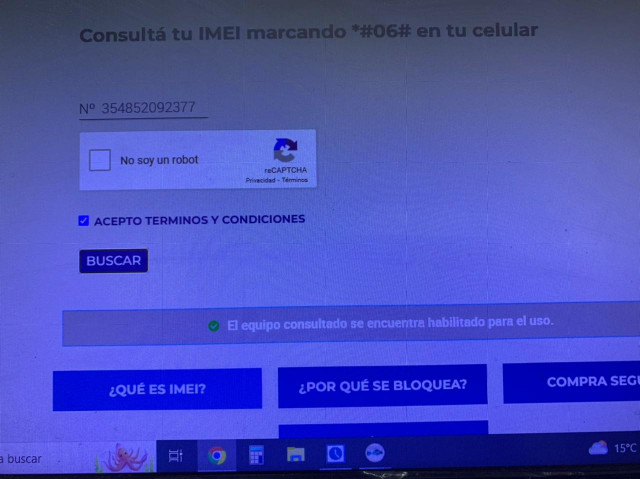 Consultá tu IMEI marcando *#06# en tu celular
Nº 354852092377
No soy un robot
reCAPTCHA
Privacidad - Términos
ACEPTO TERMINOS Y CONDICIONES
BUSCAR
El equipo consultado se encuentra habilitado para el uso.
¿QUÉ ES IMEI?
¿POR QUÉ SE BLOQUEA?
COMPRA SEGU
a buscar
15°C